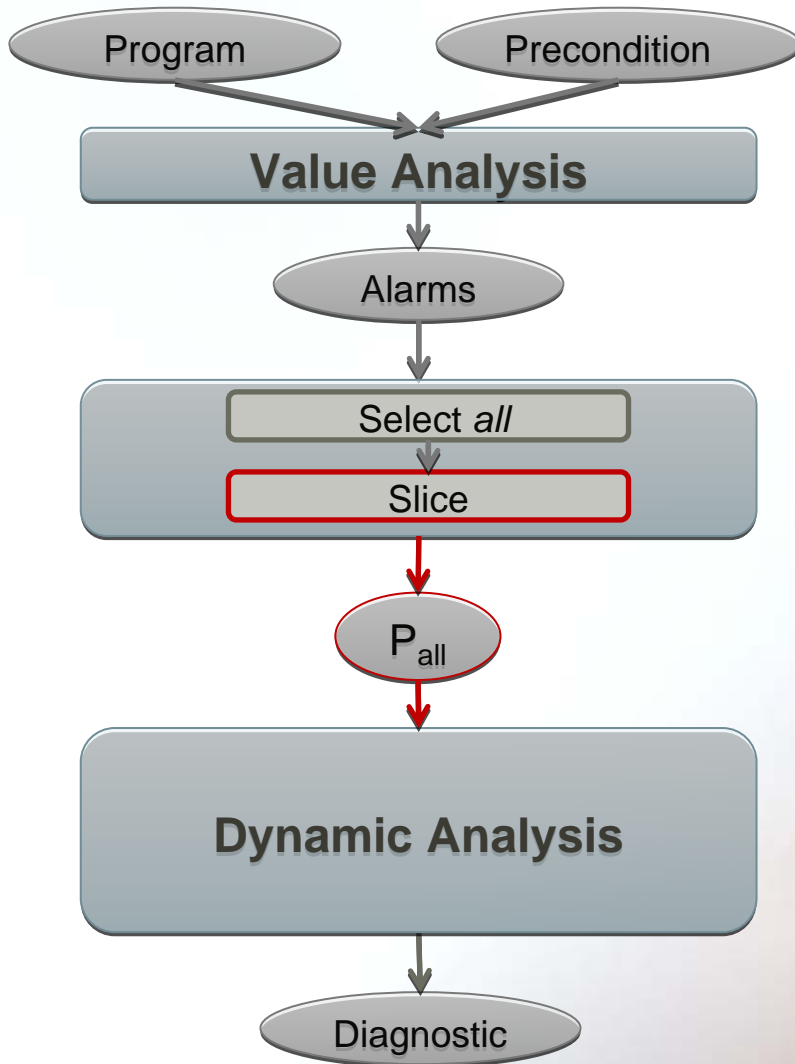 Program
Precondition
Value Analysis
Alarms
Select all
Slice
Pall
Dynamic Analysis
Diagnostic